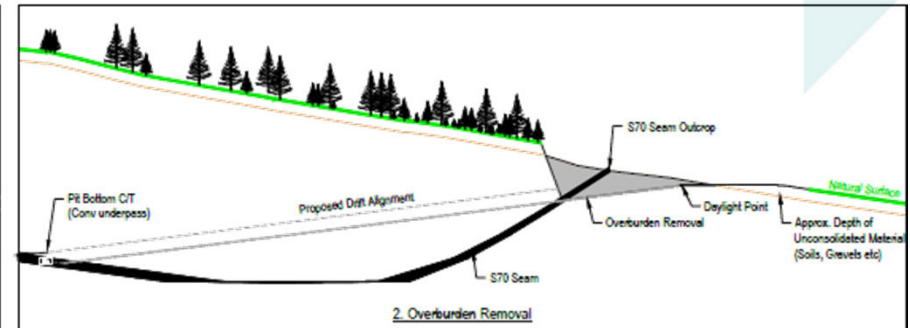 S70 Seam Outcrop
Pit Bottom C/T
(Conv underpass)
Proposed Drift Alignment
Natural Surface
Daylight Point
Overburden Removal
Approx. Depth of
Unconsolidated Material
(Soils, Gravels etc)
S70 Seam
2. Overburden Removal